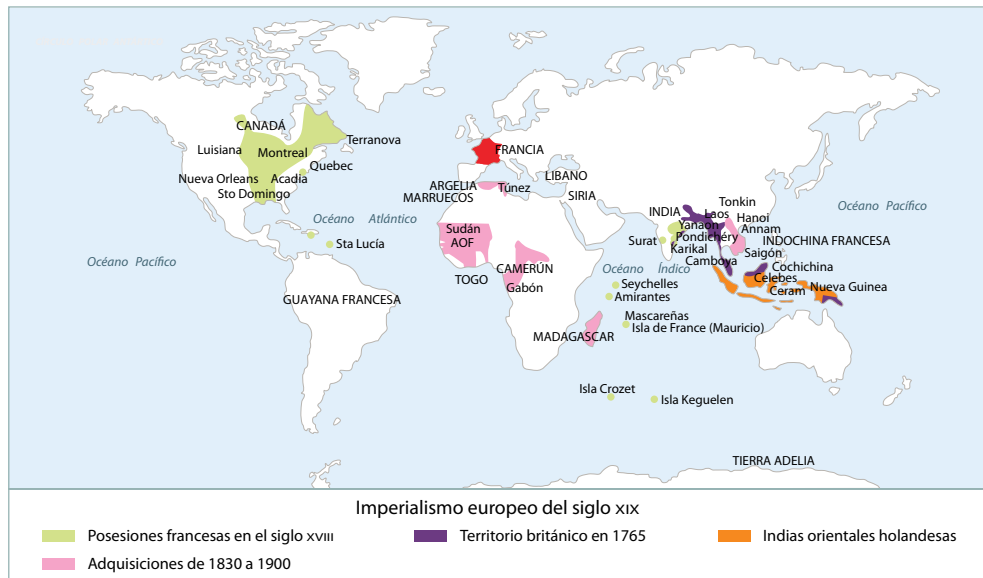 CANADÁ
Terranova
Luisiana
Montreal
Quebec
Nueva Orleans
Acadia
Sto Domingo
Océano Atlántico
Sta Lucía
Océano Pacífico
GUAYANA FRANCESA
FRANCIA
LIBANO
ARGELIA
Túnez
MARRUECOS
SIRIA
Sudán
AOF
TOGO
CAMERÚN
Gabón
MADAGASCAR
INDIA
Surat
Yanaon
Pondichéry
Karikal
Camboya
Laos
Tonkin
Hanoi
Annam
INDOCHINA FRANCESA
Saigón
Cochichina
Océano Pacífico
Océano Índico
Celebes
Ceram
Nueva Guinea
Seychelles
Amirantes
Mascareñas
Isla de France (Mauricio)
Isla Crozet
Isla Keguelen
TIERRA ADELIA
Imperialismo europeo del siglo XIX
Posesiones francesas en el siglo XVIII
Territorio británico en 1765
Indias orientales holandesas
Adquisiciones de 1830 a 1900